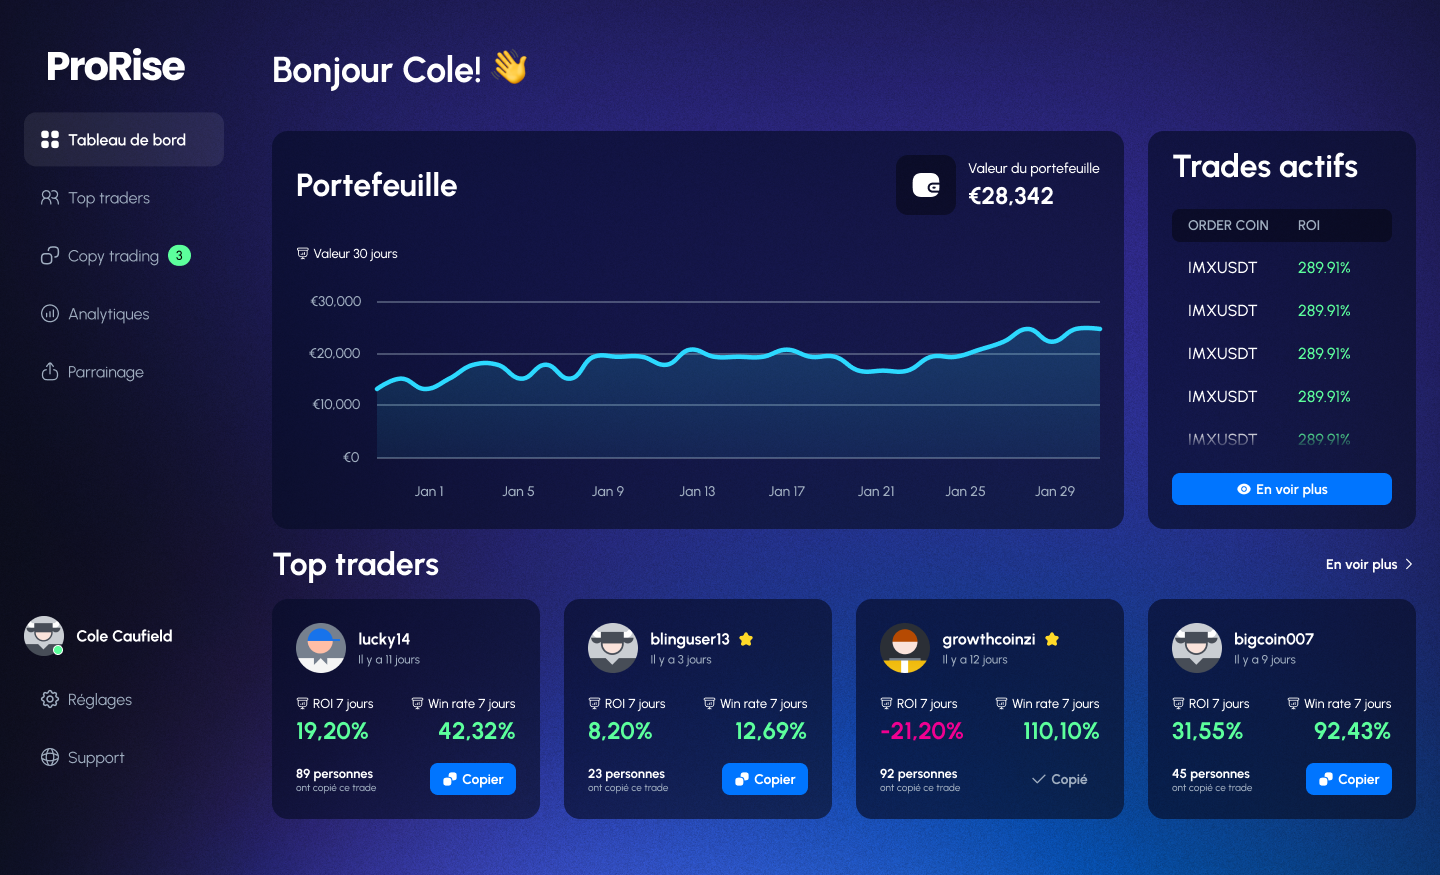 ProRise
Tableau de bord
Top traders
Copy trading 3
Analytiques
Parrainage
Cole Caufield
Réglages
Support
Bonjour Cole! 👋
Portefeuille
Valeur du portefeuille
€28,342
Valeur 30 jours
€30,000
€20,000
€10,000
€0
Jan 1 Jan 5 Jan 9 Jan 13 Jan 17 Jan 21 Jan 25 Jan 29
Trades actifs
ORDER COIN ROI
IMXUSDT 289.91%
IMXUSDT 289.91%
IMXUSDT 289.91%
IMXUSDT 289.91%
IMXUSDT 289.91%
En voir plus
Top traders
En voir plus
lucky14
Il y a 11 jours
ROI 7 jours Win rate 7 jours
19,20% 42,32%
89 personnes
ont copié ce trade
Copier
blinguser13
Il y a 3 jours
ROI 7 jours Win rate 7 jours
8,20% 12,69%
23 personnes
ont copié ce trade
Copier
growthcoinzi
Il y a 12 jours
ROI 7 jours Win rate 7 jours
-21,20% 110,10%
92 personnes
ont copié ce trade
Copié
bigcoin007
Il y a 9 jours
ROI 7 jours Win rate 7 jours
31,55% 92,43%
45 personnes
ont copié ce trade
Copier